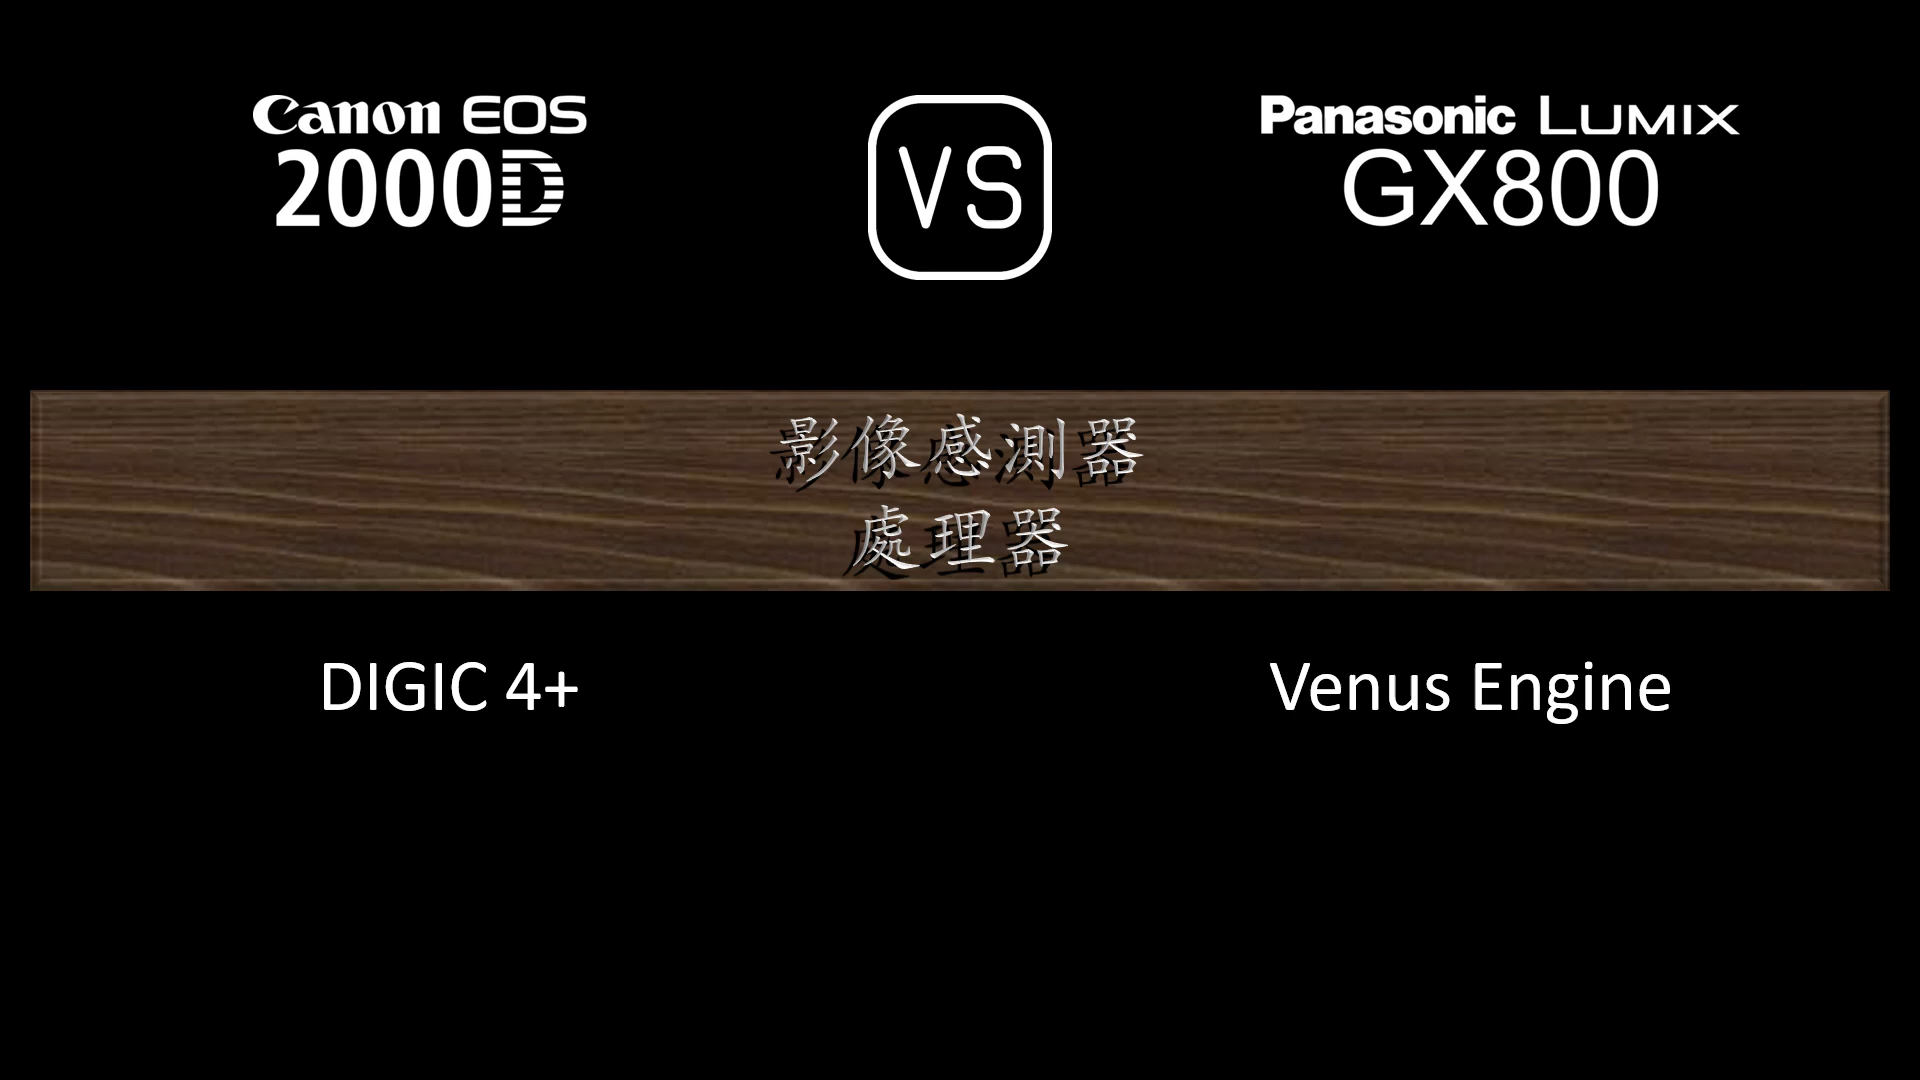 Canon EOS
2000D
VS
Panasonic LUMIX
GX800
影像感測器
處理器
DIGIC 4+
Venus Engine